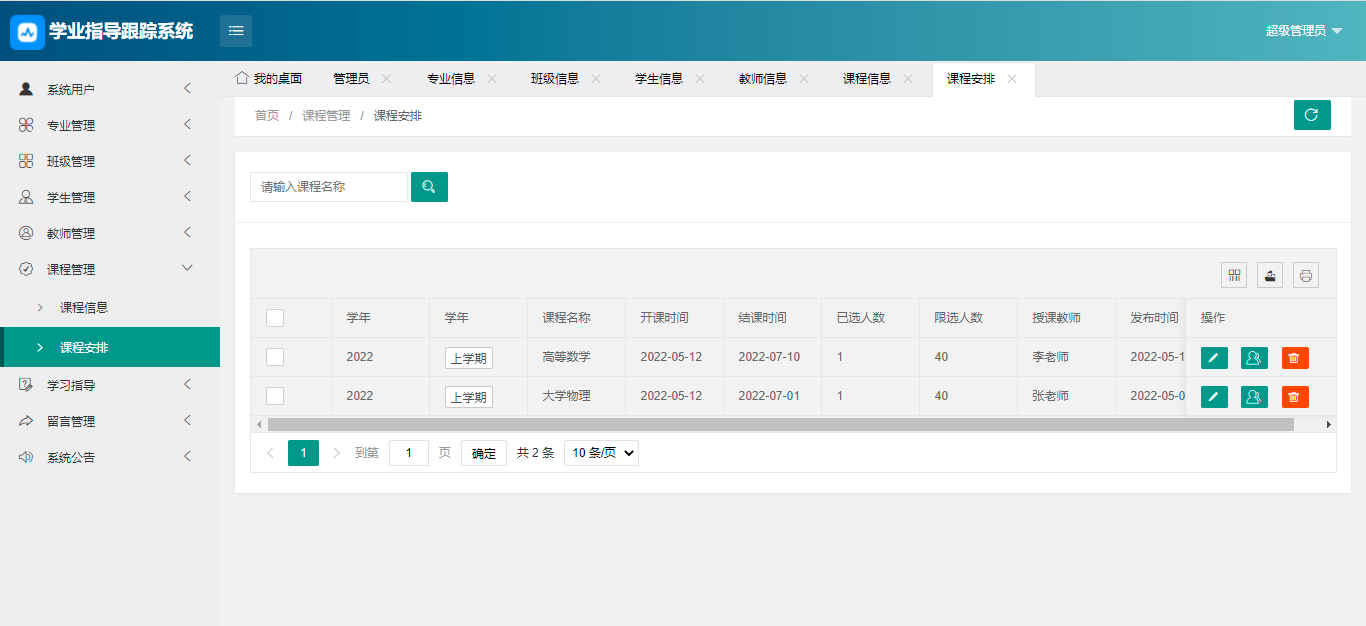 学业指导跟踪系统
超级管理员
系统用户
专业管理
班级管理
学生管理
教师管理
课程管理
课程信息
课程安排
学习指导
留言管理
系统公告
我的桌面 管理员 专业信息 班级信息 学生信息 教师信息 课程信息 课程安排
首页 / 课程管理 / 课程安排
请输入课程名称
学年 学年 课程名称 开课时间 结课时间 已选人数 限选人数 授课教师 发布时间 操作
2022 上学期 高等数学 2022-05-12 2022-07-10 1 40 李老师 2022-05-1
2022 上学期 大学物理 2022-05-12 2022-07-01 1 40 张老师 2022-05-0
1 到第 1 页 确定 共 2 条 10 条/页